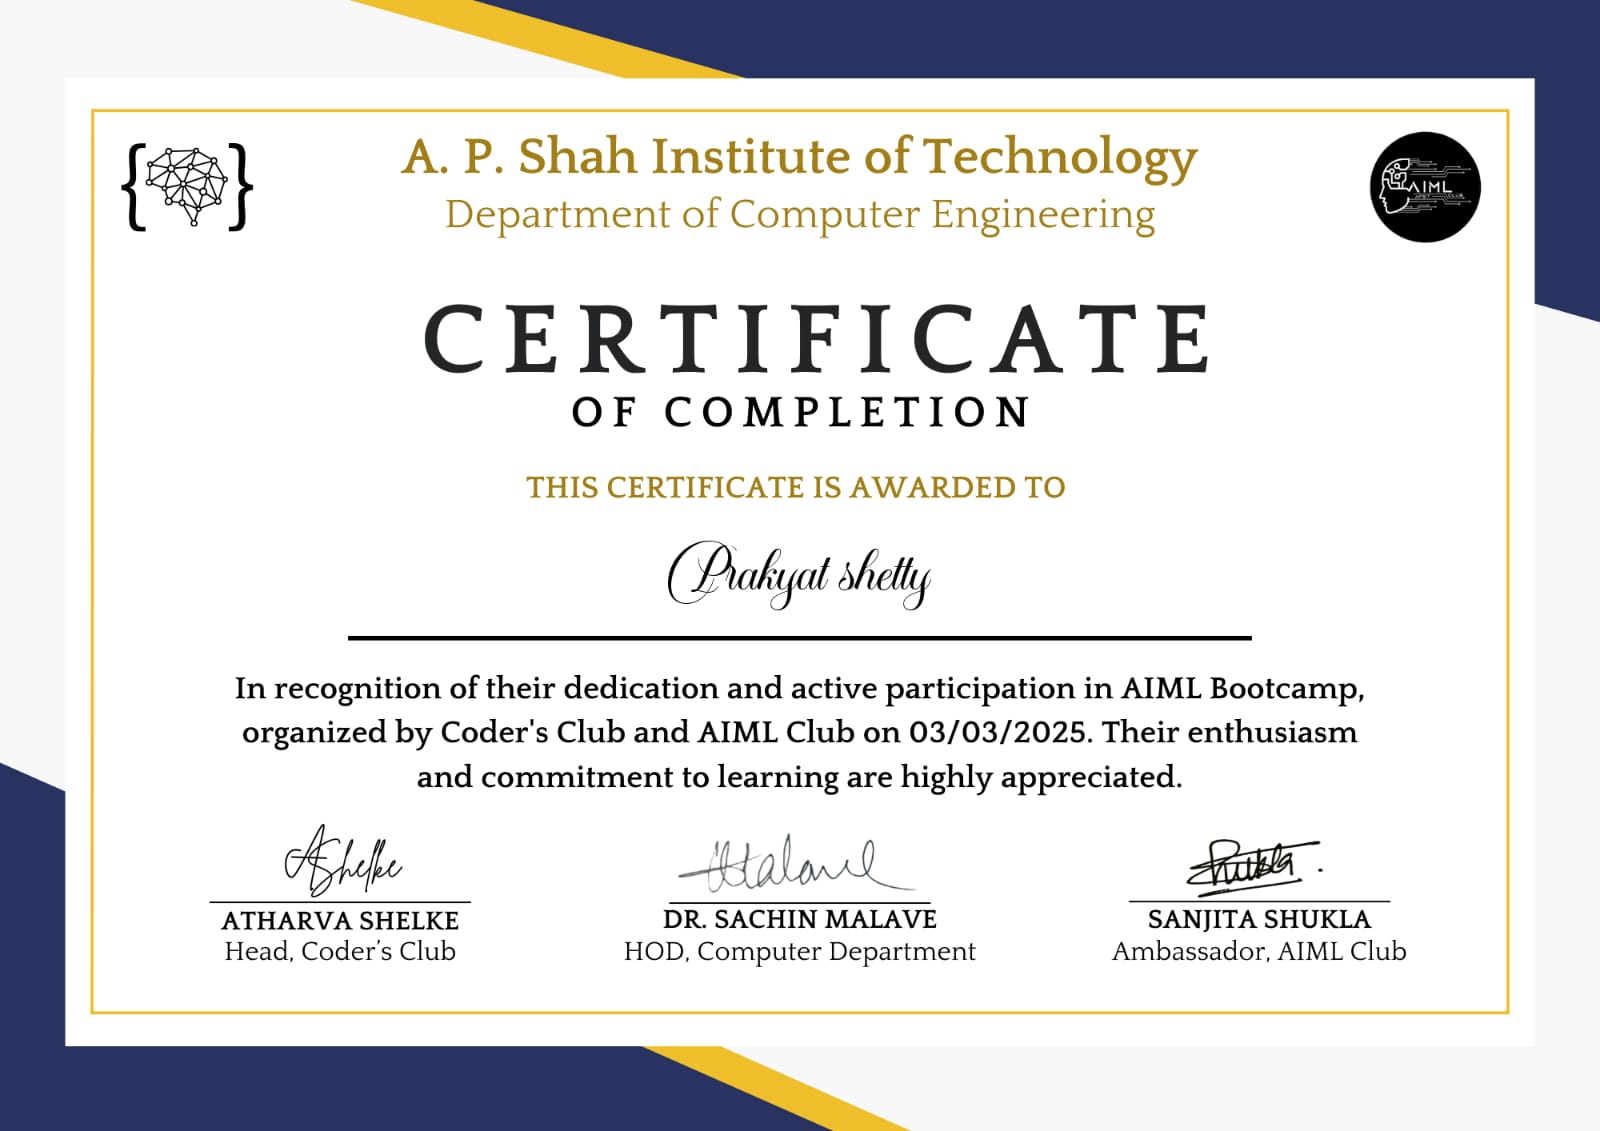 A. P. Shah Institute of Technology
Department of Computer Engineering
AIML
CLUB
APSIT
CERTIFICATE
OF COMPLETION
THIS CERTIFICATE IS AWARDED TO
Prakyat shetty
In recognition of their dedication and active participation in AIML Bootcamp,
organized by Coder's Club and AIML Club on 03/03/2025. Their enthusiasm
and commitment to learning are highly appreciated.
AShelke
Shukla
ATHARVA SHELKE
Head, Coder’s Club
DR. SACHIN MALAVE
HOD, Computer Department
SANJITA SHUKLA
Ambassador, AIML Club